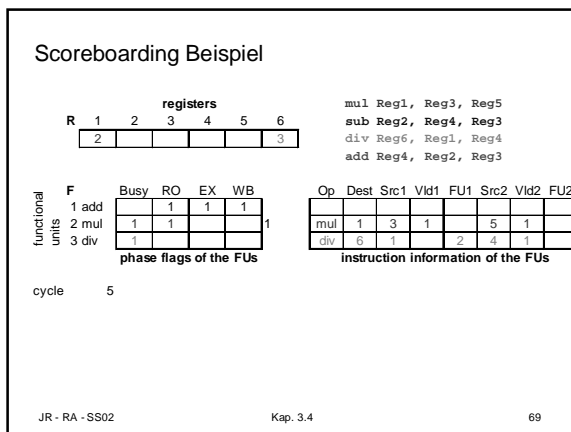 Scoreboarding Beispiel
registers
R 1 2 3 4 5 6
2 3
mul Reg1, Reg3, Reg5
sub Reg2, Reg4, Reg3
div Reg6, Reg1, Reg4
add Reg4, Reg2, Reg3
functional
units
F Busy RO EX WB
1 add 1 1 1
2 mul 1 1 1
3 div 1
phase flags of the FUs
Op Dest Src1 Vld1 FU1 Src2 Vld2 FU2
mul 1 3 1 5 1
div 6 1 2 4 1
instruction information of the FUs
cycle 5
JR - RA - SS02 Kap. 3.4 69